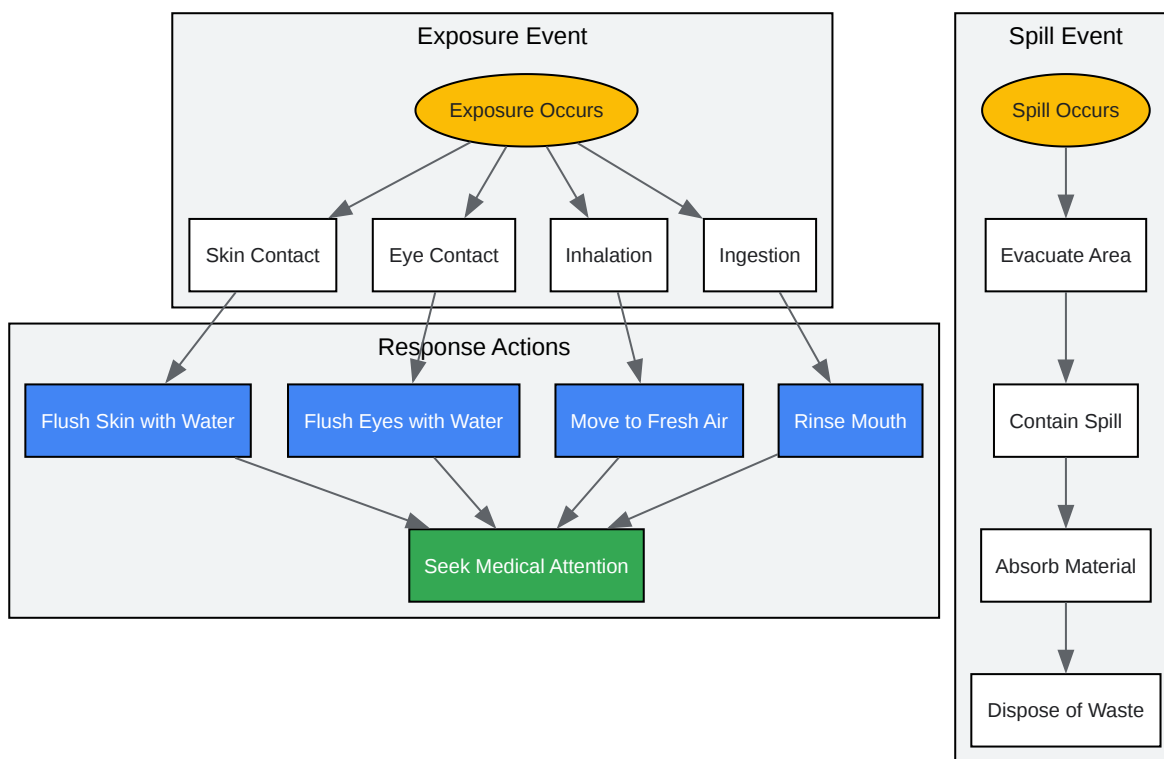 Exposure Event
Exposure Occurs
Skin Contact
Eye Contact
Inhalation
Ingestion
Response Actions
Flush Skin with Water
Flush Eyes with Water
Move to Fresh Air
Rinse Mouth
Seek Medical Attention
Spill Event
Spill Occurs
Evacuate Area
Contain Spill
Absorb Material
Dispose of Waste